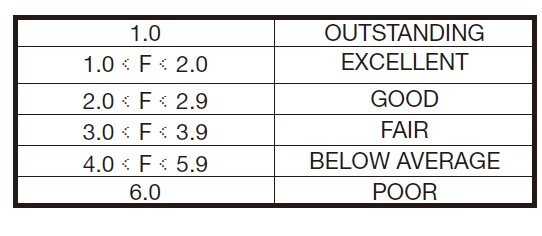 1.0 OUTSTANDING
1.0 < F < 2.0 EXCELLENT
2.0 < F < 2.9 GOOD
3.0 < F < 3.9 FAIR
4.0 < F < 5.9 BELOW AVERAGE
6.0 POOR